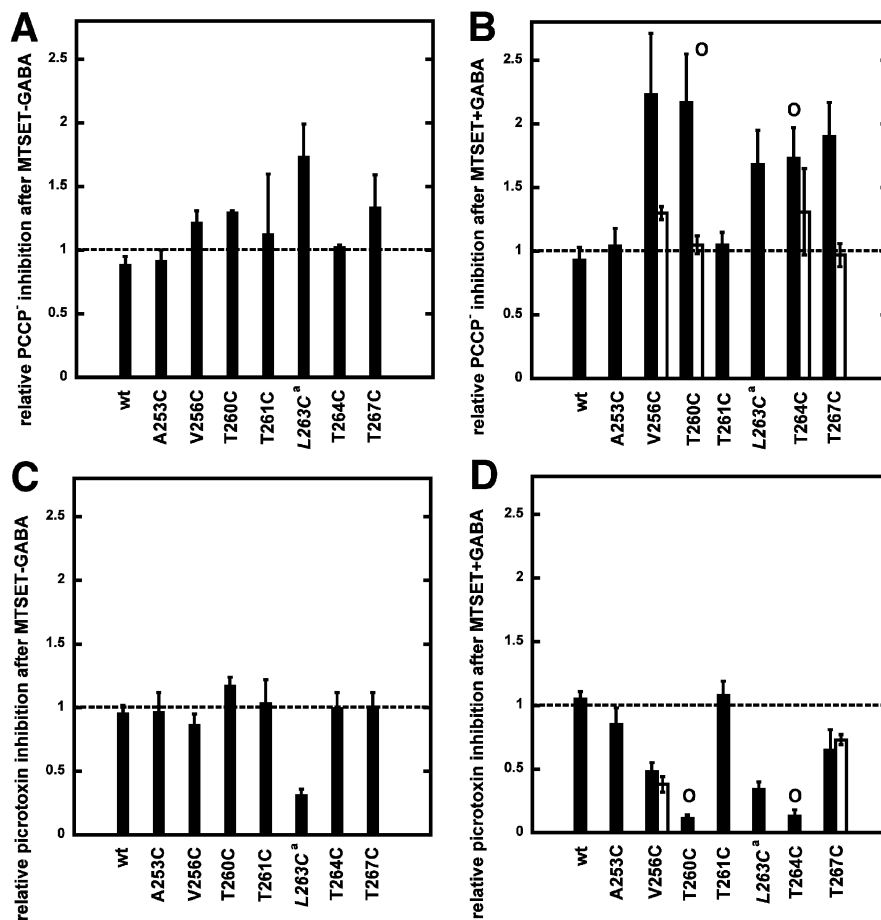 A
relative PCCP⁻ inhibition after MTSET-GABA
2.5
2
1.5
1
0.5
0
wt
A253C
V256C
T260C
T261C
L263C a
T264C
T267C
B
relative PCCP⁻ inhibition after MTSET+GABA
2.5
2
1.5
1
0.5
0
O
O
wt
A253C
V256C
T260C
T261C
L263C a
T264C
T267C
C
relative picrotoxin inhibition after MTSET-GABA
2.5
2
1.5
1
0.5
0
wt
A253C
V256C
T260C
T261C
L263C a
T264C
T267C
D
relative picrotoxin inhibition after MTSET+GABA
2.5
2
1.5
1
0.5
0
O
O
wt
A253C
V256C
T260C
T261C
L263C a
T264C
T267C